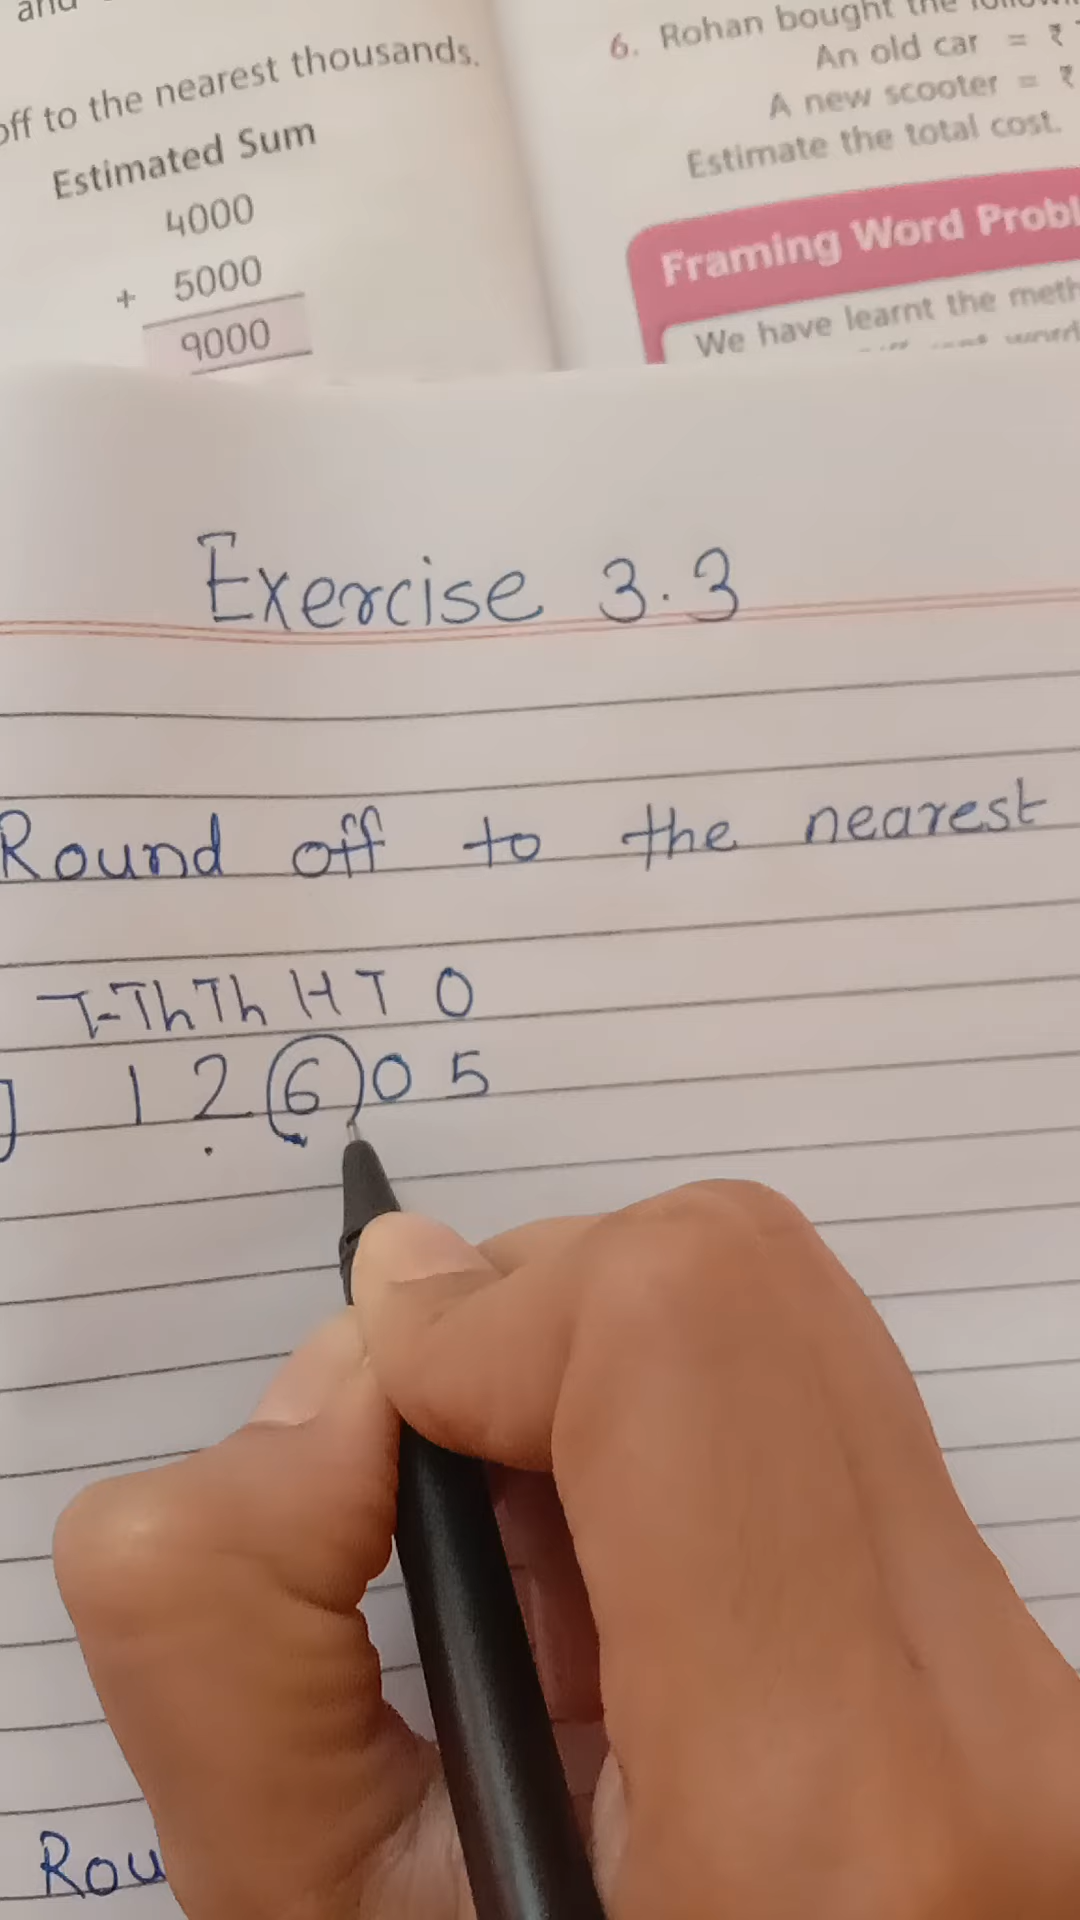 and
off to the nearest thousands.
Estimated Sum
4000
+ 5000
9000
6. Rohan bought the
An old car = ₹
A new scooter = ₹
Estimate the total cost.
Framing Word Probl
We have learnt the meth
Exercise 3.3
Round off to the nearest
T-Th Th H T O
] 1 2 6 0 5
Rou